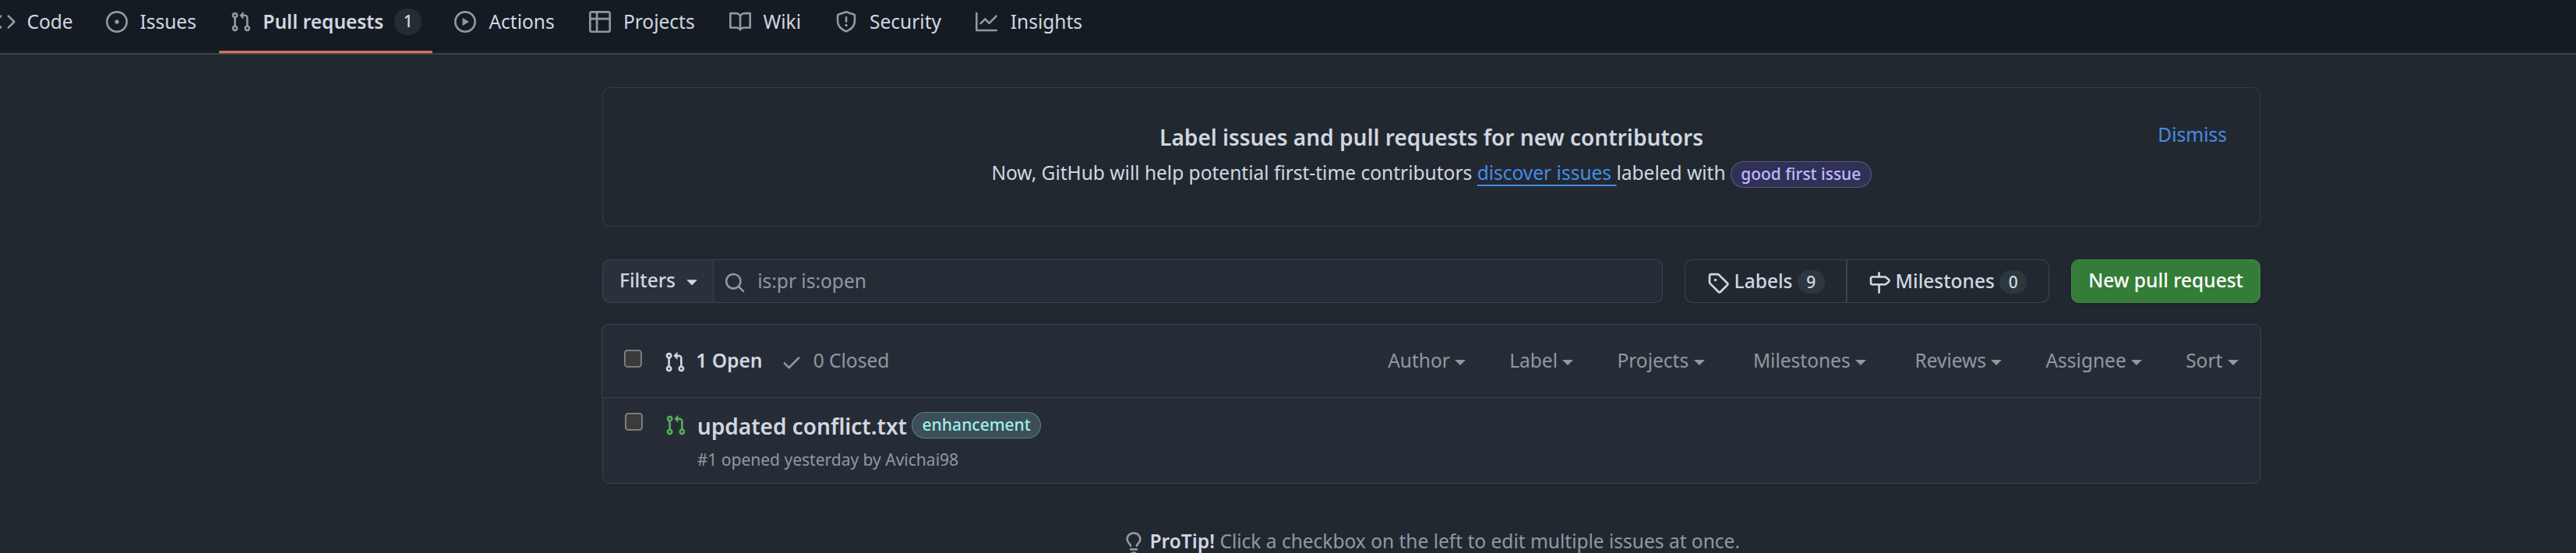 Code Issues Pull requests 1 Actions Projects Wiki Security Insights
Label issues and pull requests for new contributors
Dismiss
Now, GitHub will help potential first-time contributors discover issues labeled with good first issue
Filters is:pr is:open Labels 9 Milestones 0 New pull request
1 Open 0 Closed Author Label Projects Milestones Reviews Assignee Sort
updated conflict.txt enhancement
#1 opened yesterday by Avichai98
ProTip! Click a checkbox on the left to edit multiple issues at once.